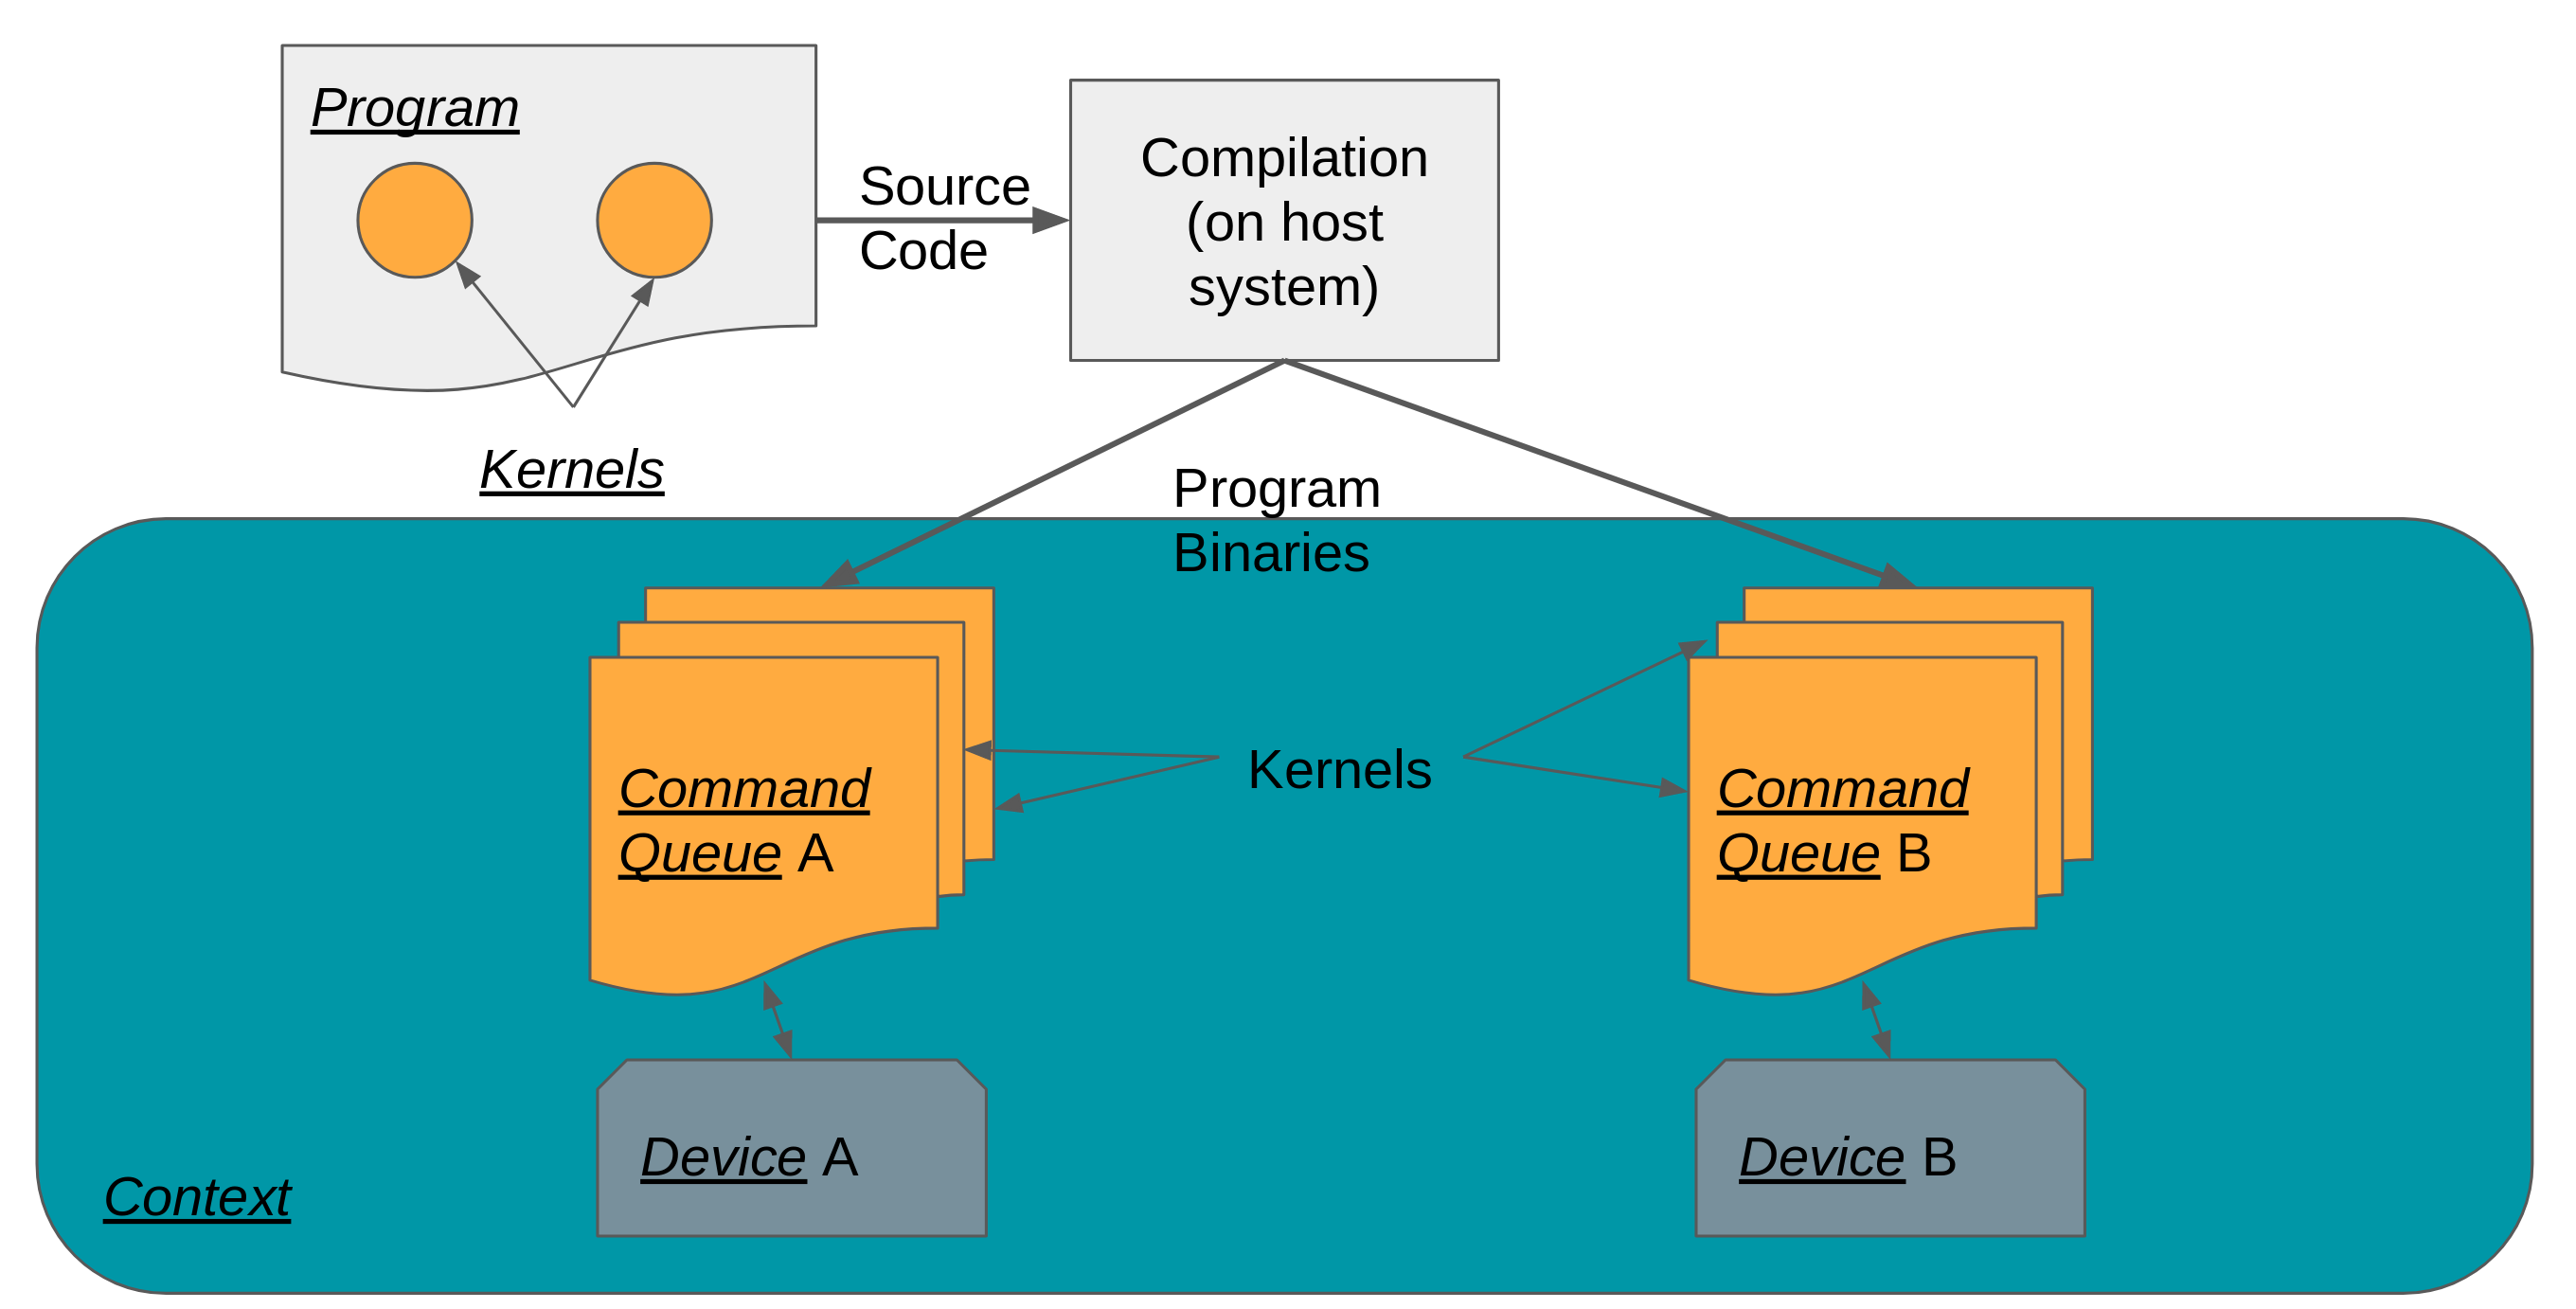 Program
Source
Code
Compilation
(on host
system)
Kernels
Program
Binaries
Kernels
Command
Queue A
Command
Queue B
Device A
Device B
Context